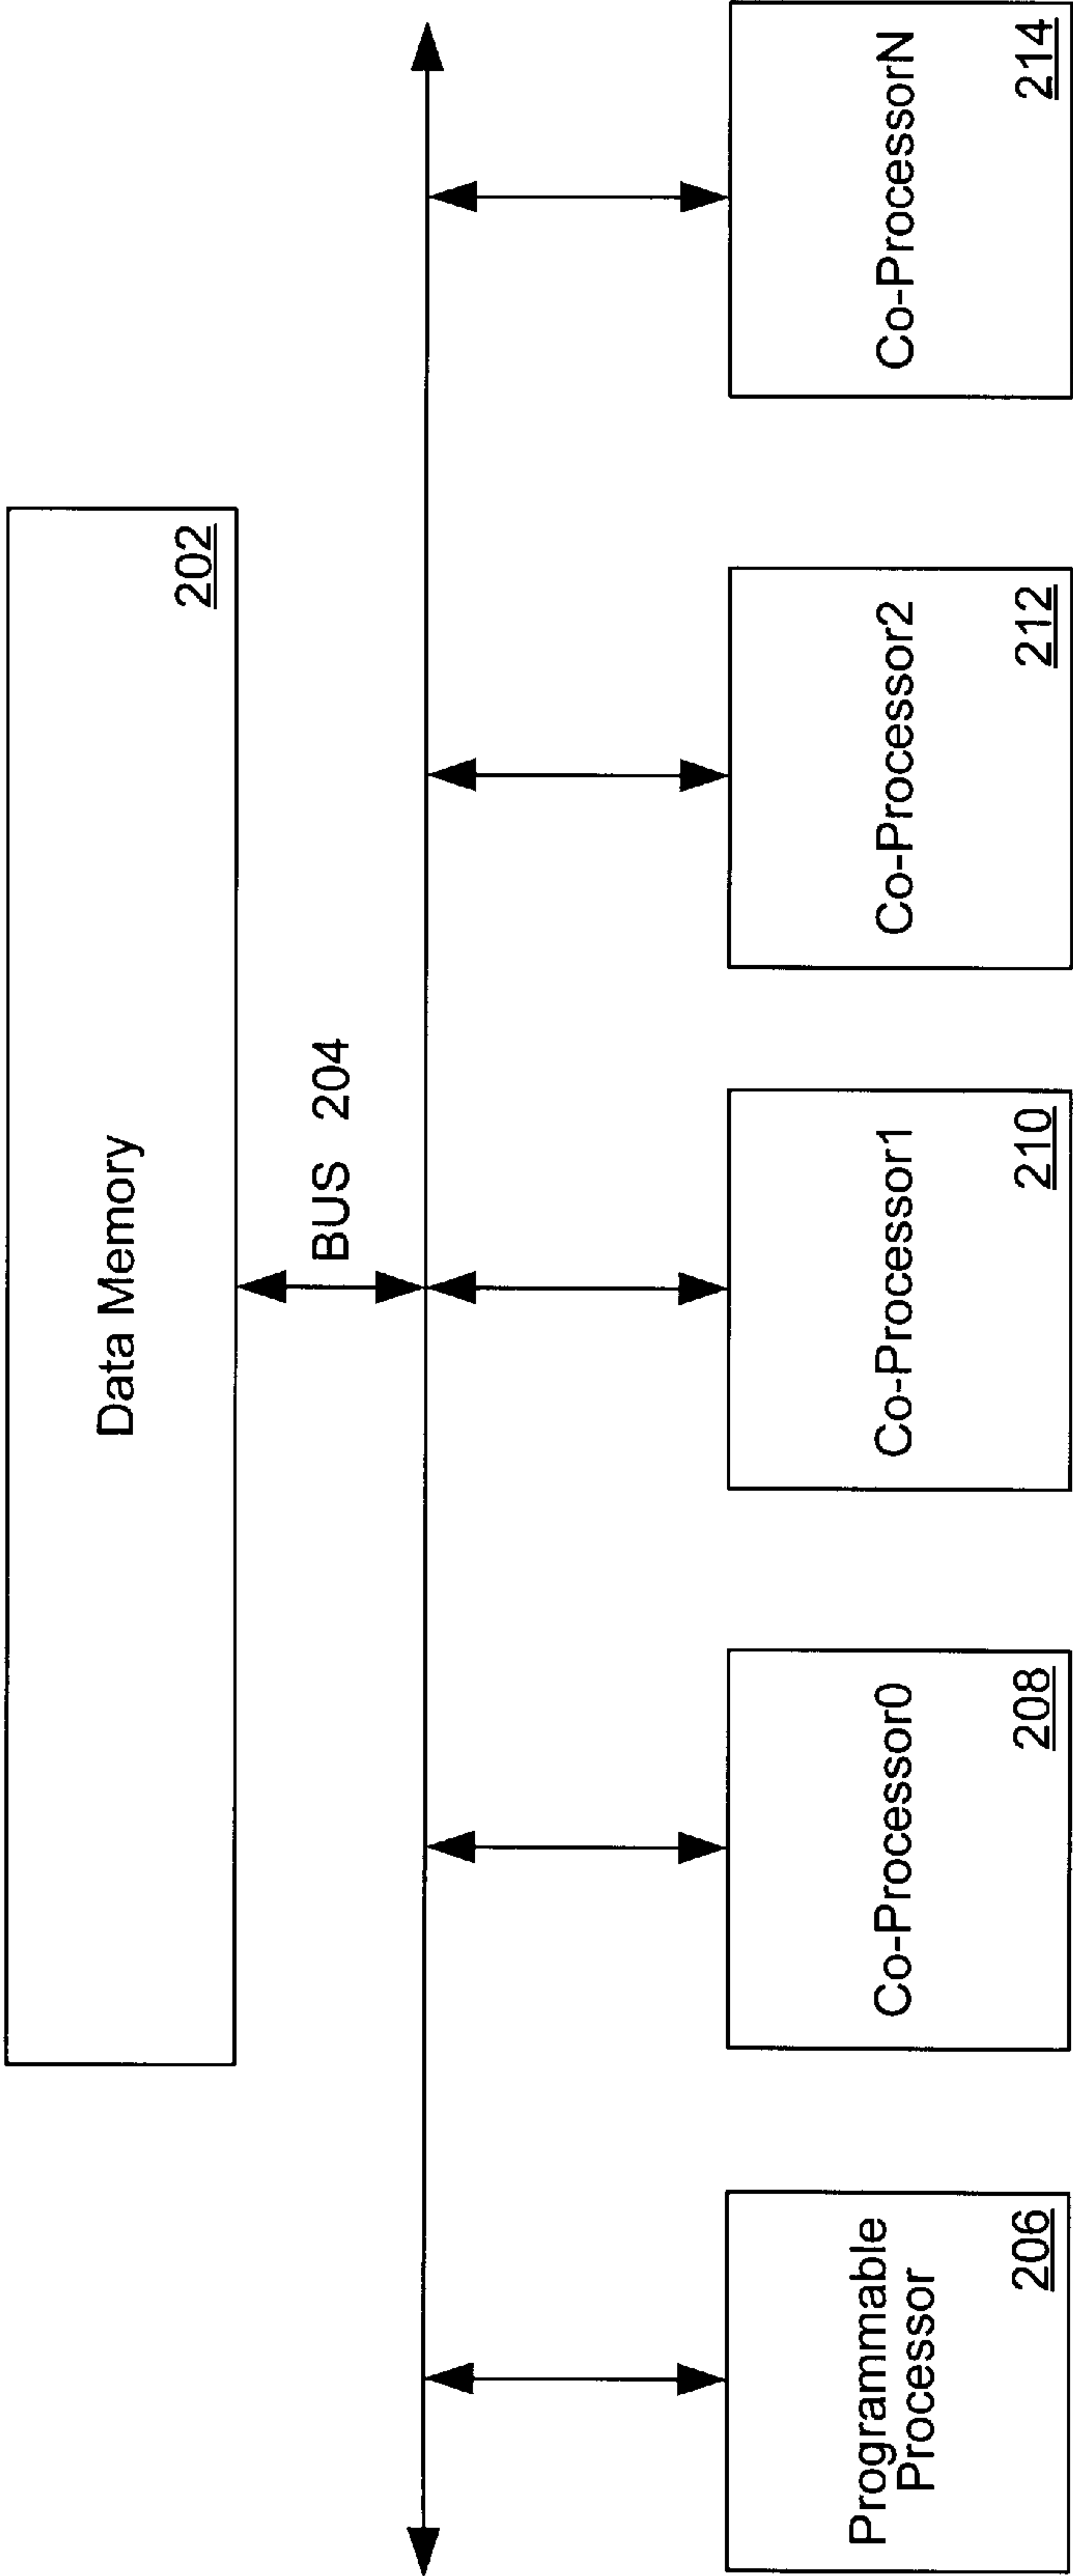 Data Memory
202
BUS 204
Programmable
Processor
206
Co-Processor0
208
Co-Processor1
210
Co-Processor2
212
Co-ProcessorN
214